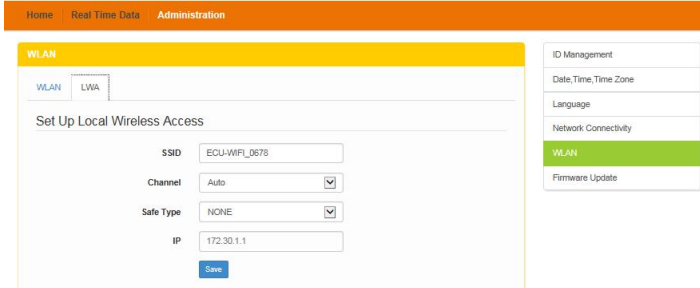 Home Real Time Data Administration
WLAN
WLAN LWA
Set Up Local Wireless Access
SSID ECU-WIFI_0678
Channel Auto
Safe Type NONE
IP 172.30.1.1
Save
ID Management
Date,Time,Time Zone
Language
Network Connectivity
WLAN
Firmware Update